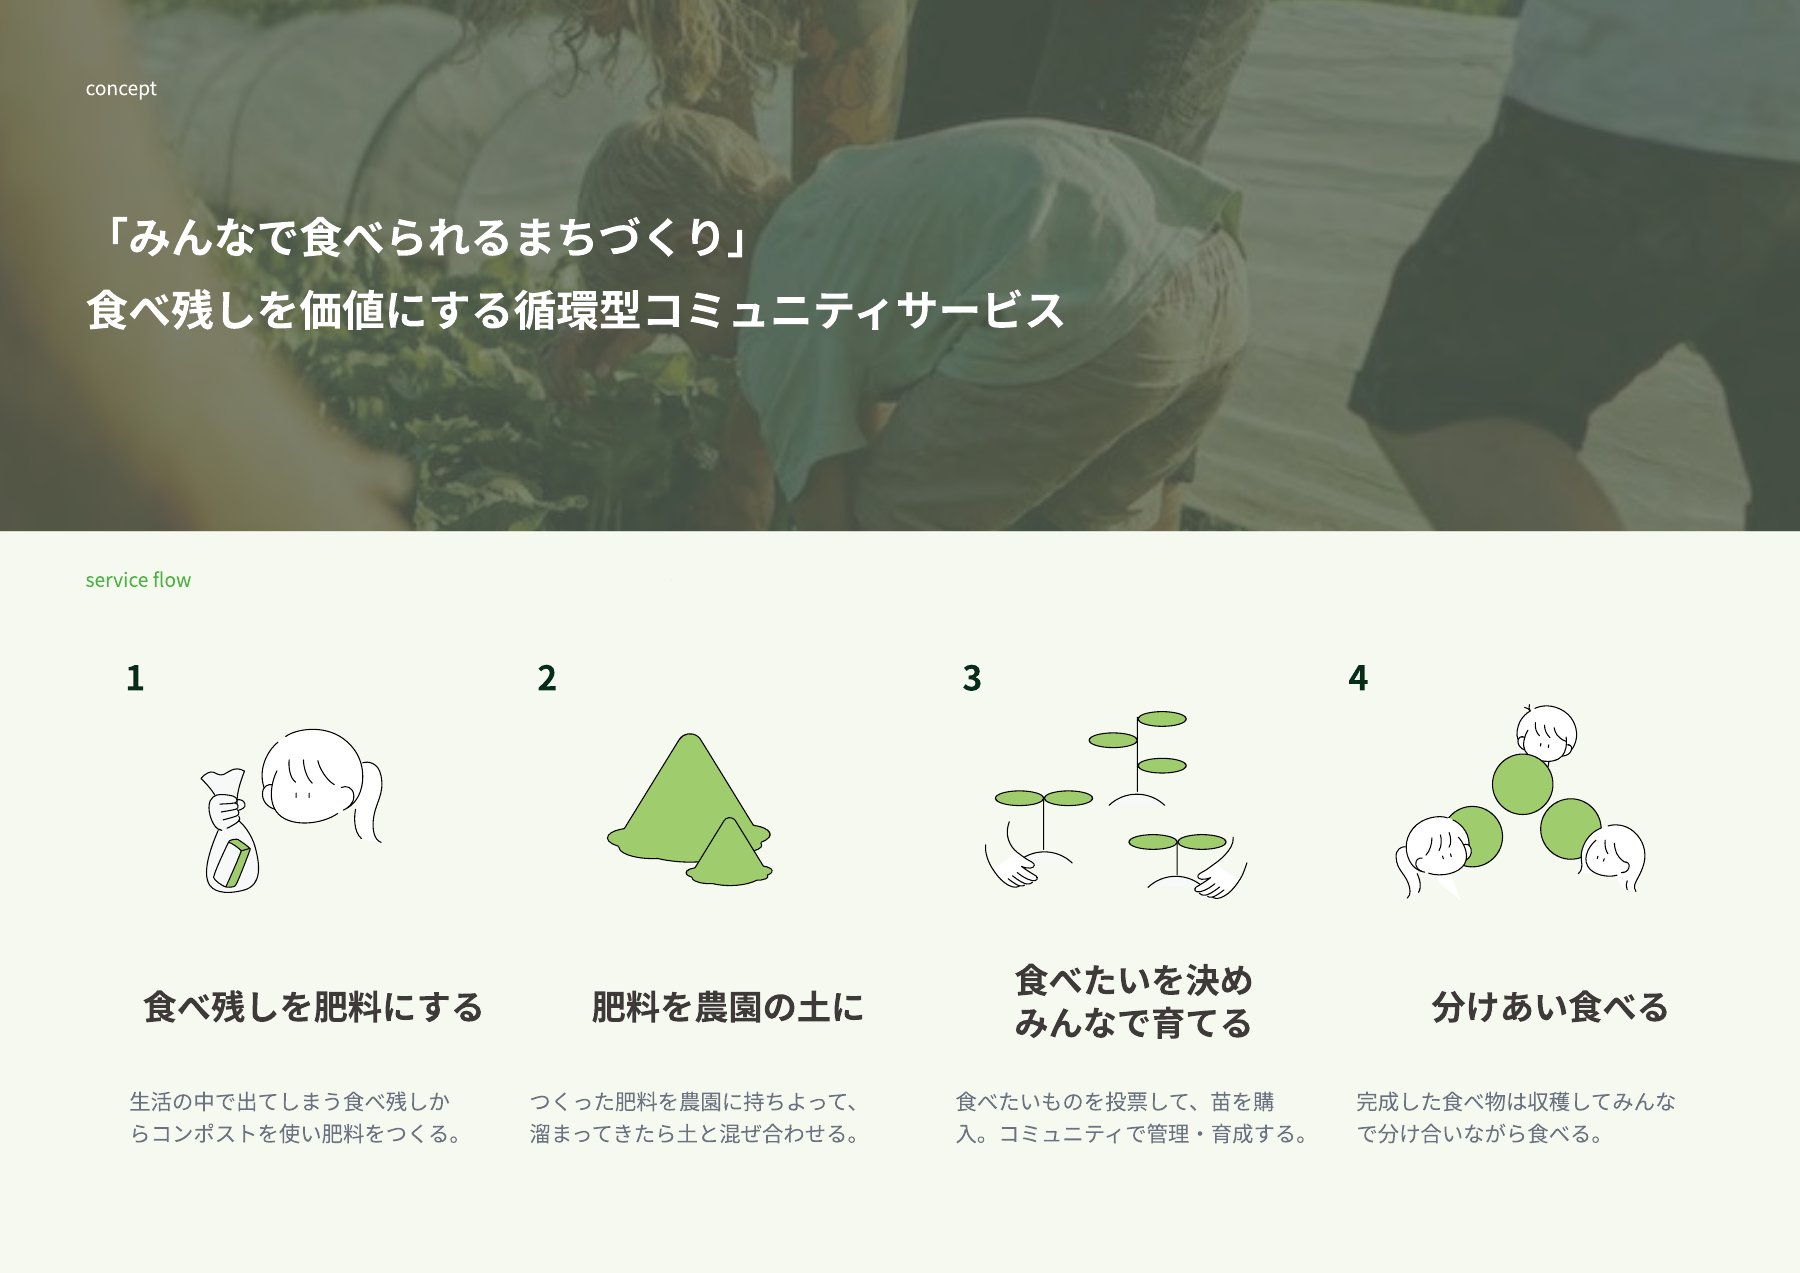 concept
「みんなで食べられるまちづくり」
食べ残しを価値にする循環型コミュニティサービス
service flow
1
食べ残しを肥料にする
生活の中で出てしまう食べ残しか
らコンポストを使い肥料をつくる。
2
肥料を農園の土に
つくった肥料を農園に持ちよって、
溜まってきたら土と混ぜ合わせる。
3
食べたいを決め
みんなで育てる
食べたいものを投票して、苗を購
入。コミュニティで管理・育成する。
4
分けあい食べる
完成した食べ物は収穫してみんな
で分け合いながら食べる。